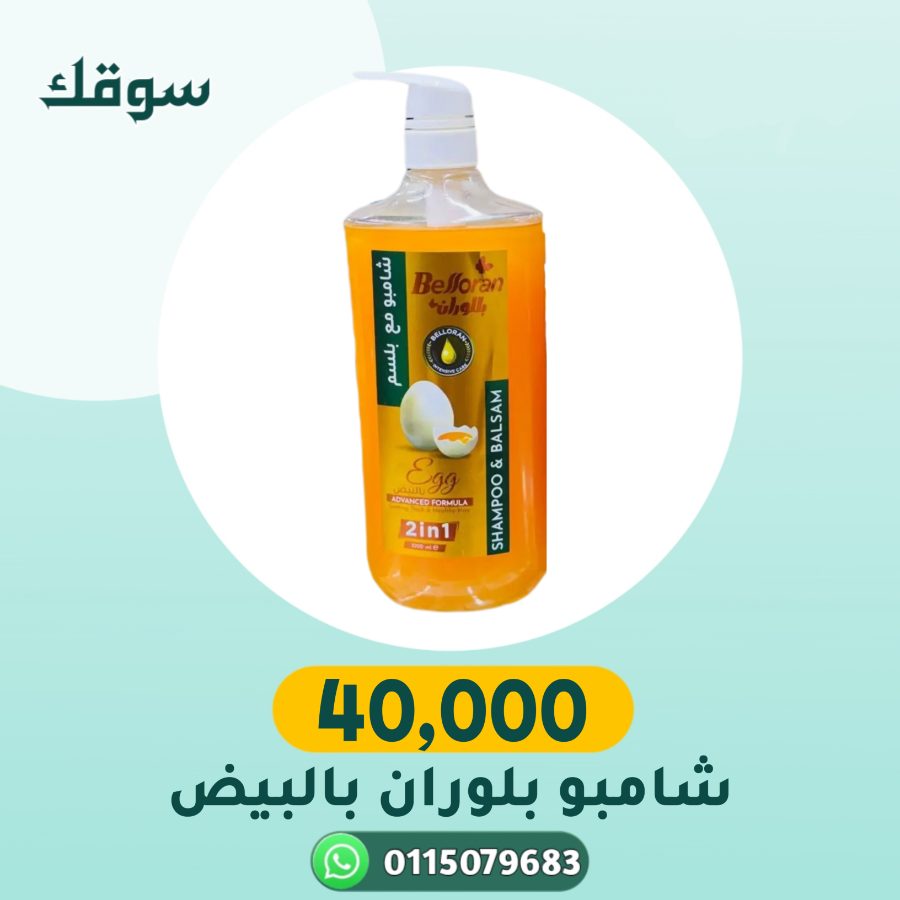 سوقك
شامبو مع بلسم
Belloran
بللوران
BELLORAN
INTENSIVE CARE
SHAMPOO & BALSAM
Egg
بالبيض
ADVANCED FORMULA
2in1
40,000
شامبو بلوران بالبيض
0115079683